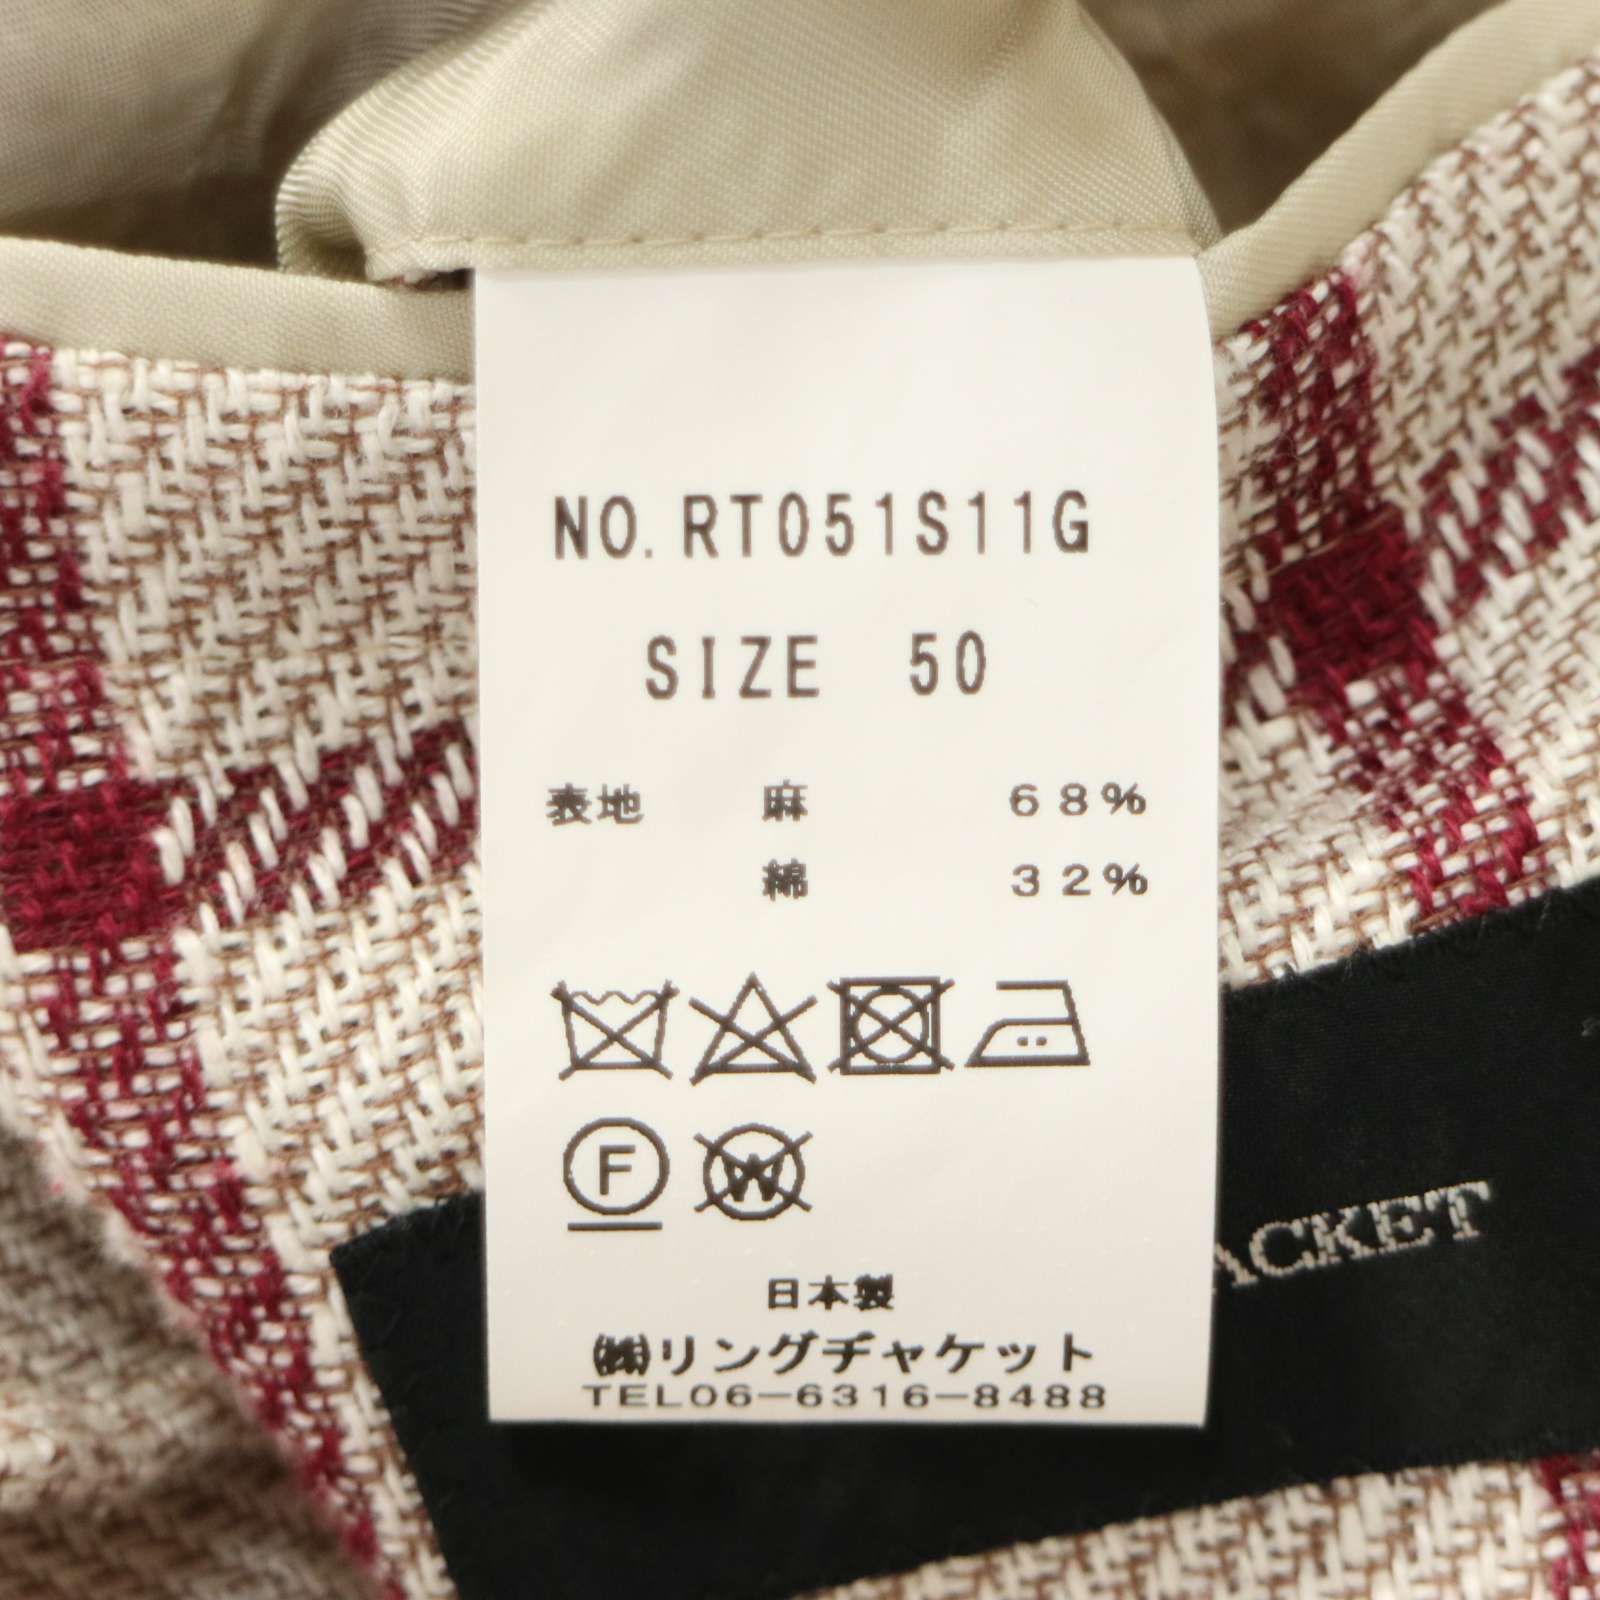 NO. RT051S11G
SIZE 50
表地 麻 68%
綿 32%
F
W
日本製
㈱リングヂャケット
TEL06-6316-8488
ACKET